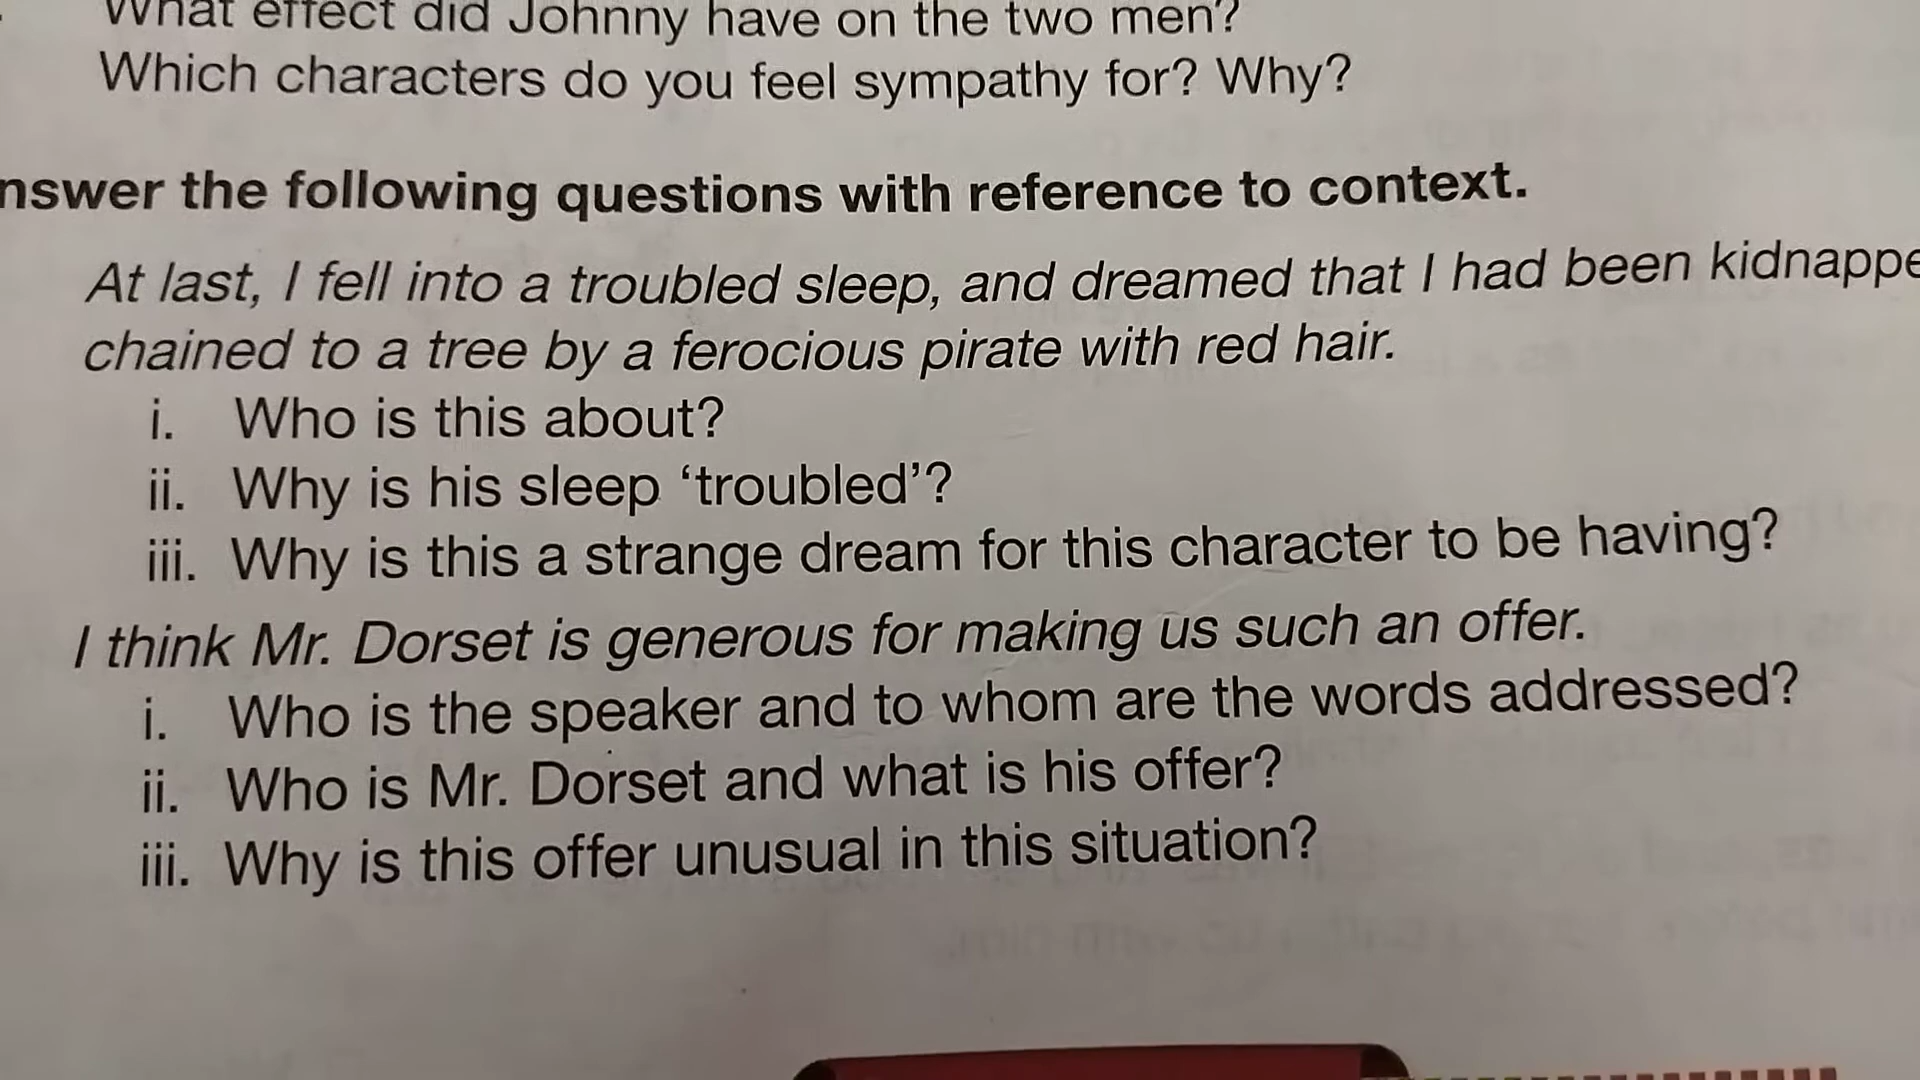 What effect did Johnny have on the two men?
Which characters do you feel sympathy for? Why?
nswer the following questions with reference to context.
At last, I fell into a troubled sleep, and dreamed that I had been kidnappe
chained to a tree by a ferocious pirate with red hair.
i. Who is this about?
ii. Why is his sleep ‘troubled’?
iii. Why is this a strange dream for this character to be having?
I think Mr. Dorset is generous for making us such an offer.
i. Who is the speaker and to whom are the words addressed?
ii. Who is Mr. Dorset and what is his offer?
iii. Why is this offer unusual in this situation?